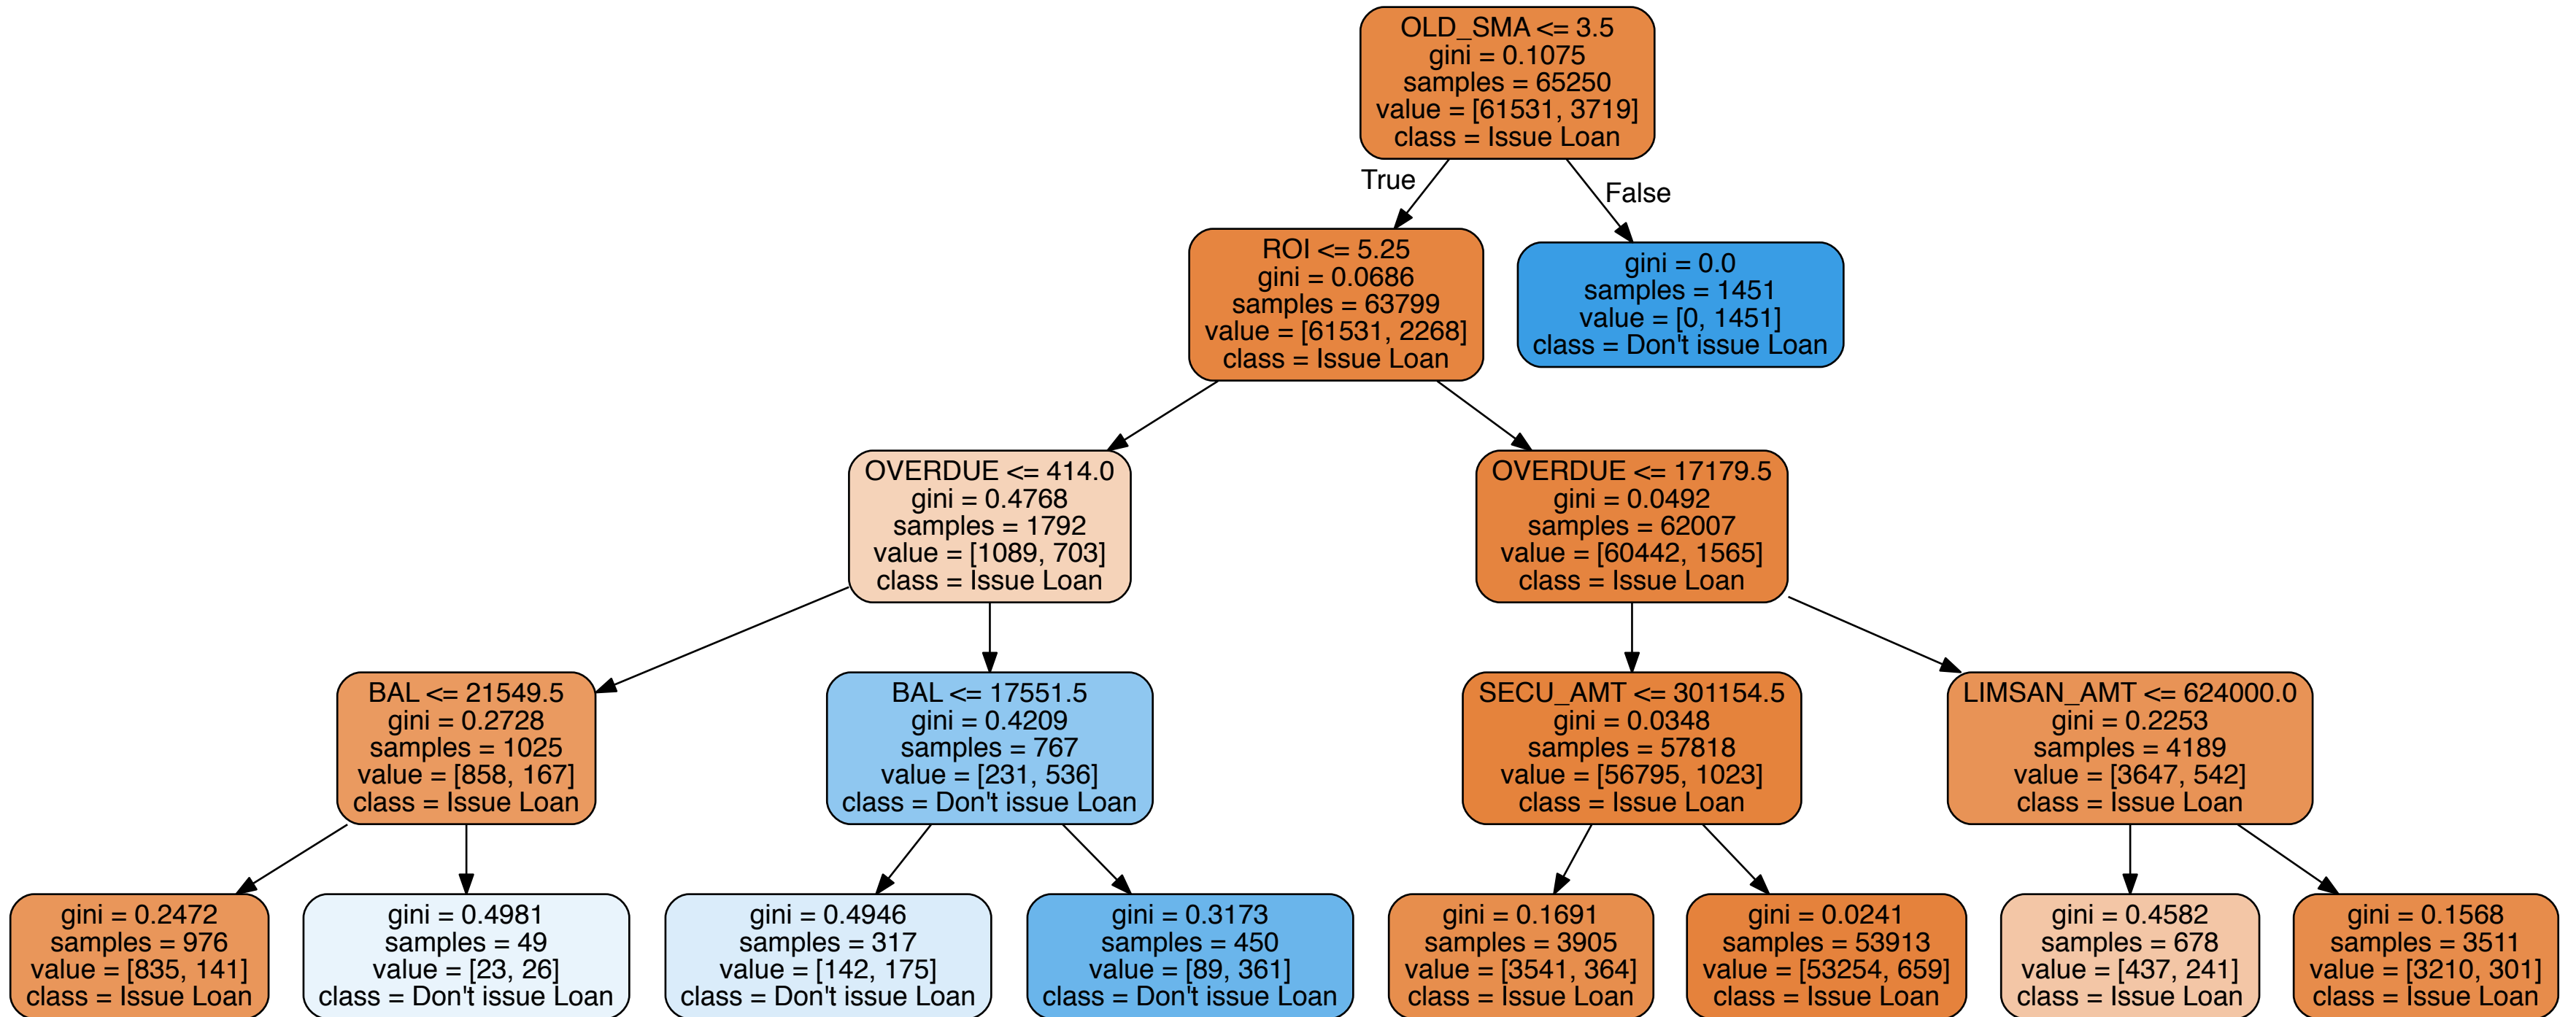 OLD_SMA <= 3.5
gini = 0.1075
samples = 65250
value = [61531, 3719]
class = Issue Loan
True
False
ROI <= 5.25
gini = 0.0686
samples = 63799
value = [61531, 2268]
class = Issue Loan
gini = 0.0
samples = 1451
value = [0, 1451]
class = Don't issue Loan
OVERDUE <= 414.0
gini = 0.4768
samples = 1792
value = [1089, 703]
class = Issue Loan
OVERDUE <= 17179.5
gini = 0.0492
samples = 62007
value = [60442, 1565]
class = Issue Loan
BAL <= 21549.5
gini = 0.2728
samples = 1025
value = [858, 167]
class = Issue Loan
BAL <= 17551.5
gini = 0.4209
samples = 767
value = [231, 536]
class = Don't issue Loan
SECU_AMT <= 301154.5
gini = 0.0348
samples = 57818
value = [56795, 1023]
class = Issue Loan
LIMSAN_AMT <= 624000.0
gini = 0.2253
samples = 4189
value = [3647, 542]
class = Issue Loan
gini = 0.2472
samples = 976
value = [835, 141]
class = Issue Loan
gini = 0.4981
samples = 49
value = [23, 26]
class = Don't issue Loan
gini = 0.4946
samples = 317
value = [142, 175]
class = Don't issue Loan
gini = 0.3173
samples = 450
value = [89, 361]
class = Don't issue Loan
gini = 0.1691
samples = 3905
value = [3541, 364]
class = Issue Loan
gini = 0.0241
samples = 53913
value = [53254, 659]
class = Issue Loan
gini = 0.4582
samples = 678
value = [437, 241]
class = Issue Loan
gini = 0.1568
samples = 3511
value = [3210, 301]
class = Issue Loan